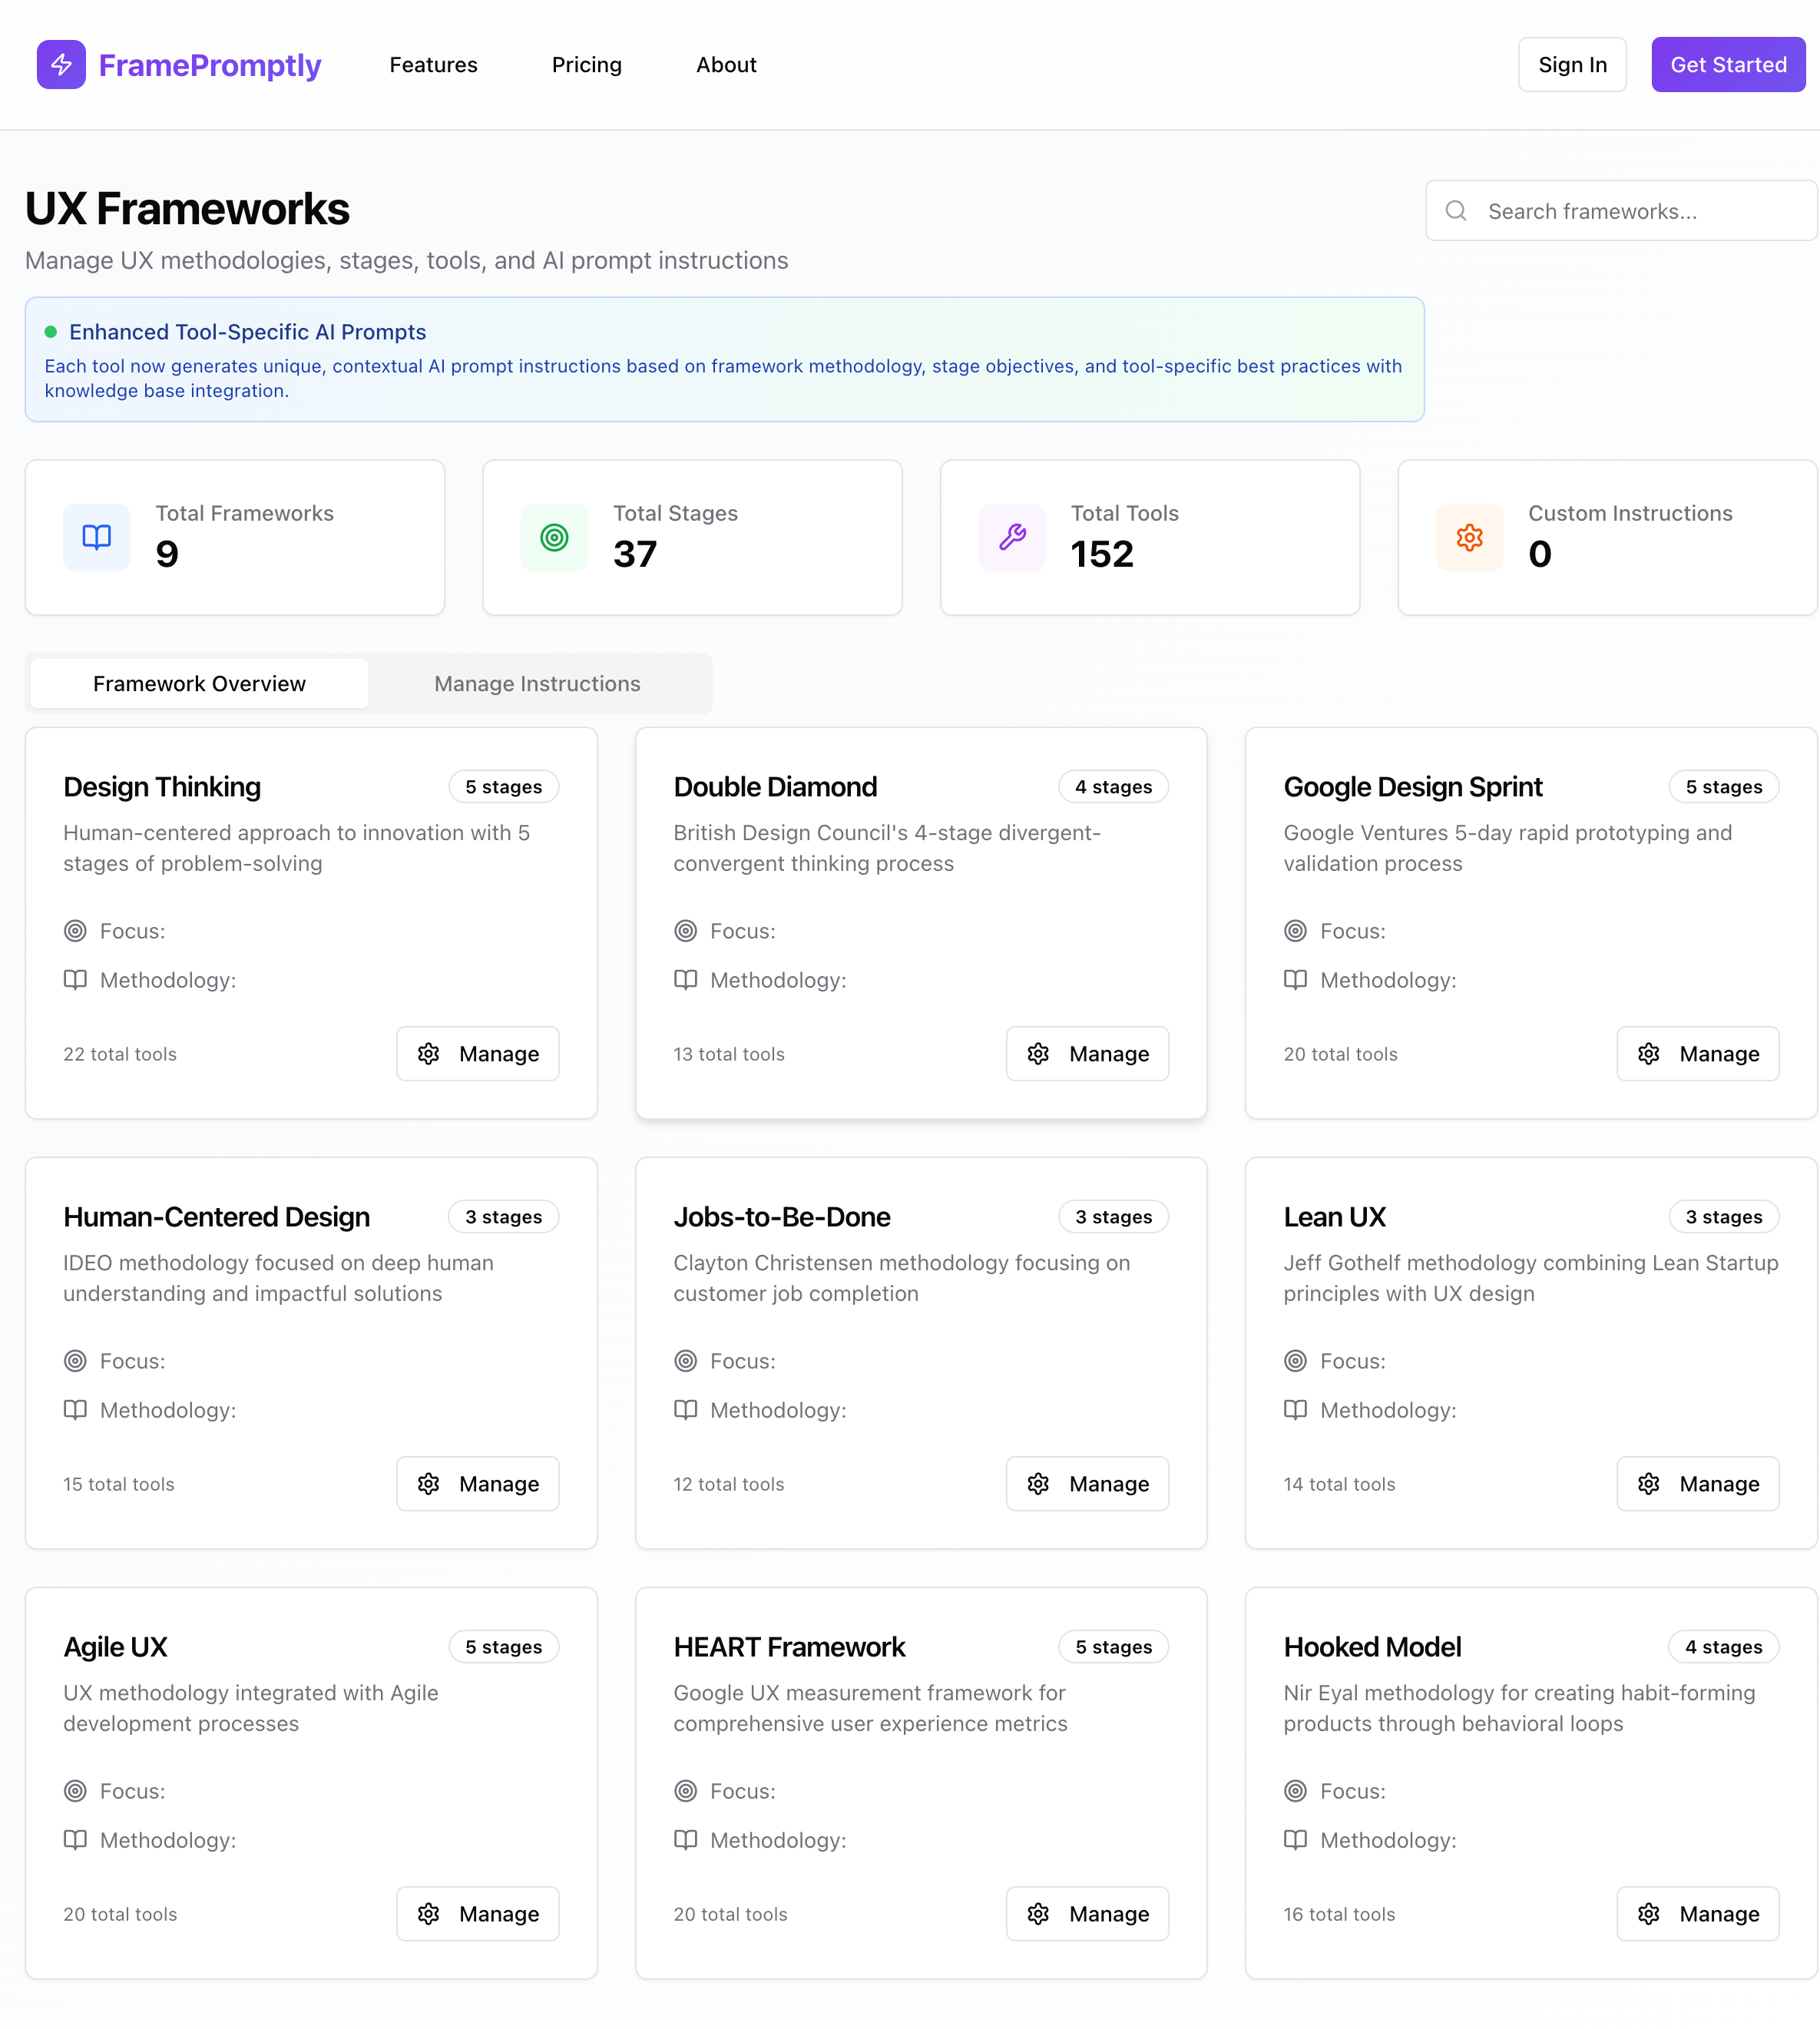 FramePromptly
Features
Pricing
About
Sign In
Get Started
UX Frameworks
Search frameworks...
Manage UX methodologies, stages, tools, and AI prompt instructions
Enhanced Tool-Specific AI Prompts
Each tool now generates unique, contextual AI prompt instructions based on framework methodology, stage objectives, and tool-specific best practices with
knowledge base integration.
Total Frameworks
9
Total Stages
37
Total Tools
152
Custom Instructions
0
Framework Overview
Manage Instructions
Design Thinking
5 stages
Human-centered approach to innovation with 5
stages of problem-solving
Focus:
Methodology:
22 total tools
Manage
Double Diamond
4 stages
British Design Council's 4-stage divergent-
convergent thinking process
Focus:
Methodology:
13 total tools
Manage
Google Design Sprint
5 stages
Google Ventures 5-day rapid prototyping and
validation process
Focus:
Methodology:
20 total tools
Manage
Human-Centered Design
3 stages
IDEO methodology focused on deep human
understanding and impactful solutions
Focus:
Methodology:
15 total tools
Manage
Jobs-to-Be-Done
3 stages
Clayton Christensen methodology focusing on
customer job completion
Focus:
Methodology:
12 total tools
Manage
Lean UX
3 stages
Jeff Gothelf methodology combining Lean Startup
principles with UX design
Focus:
Methodology:
14 total tools
Manage
Agile UX
5 stages
UX methodology integrated with Agile
development processes
Focus:
Methodology:
20 total tools
Manage
HEART Framework
5 stages
Google UX measurement framework for
comprehensive user experience metrics
Focus:
Methodology:
20 total tools
Manage
Hooked Model
4 stages
Nir Eyal methodology for creating habit-forming
products through behavioral loops
Focus:
Methodology:
16 total tools
Manage